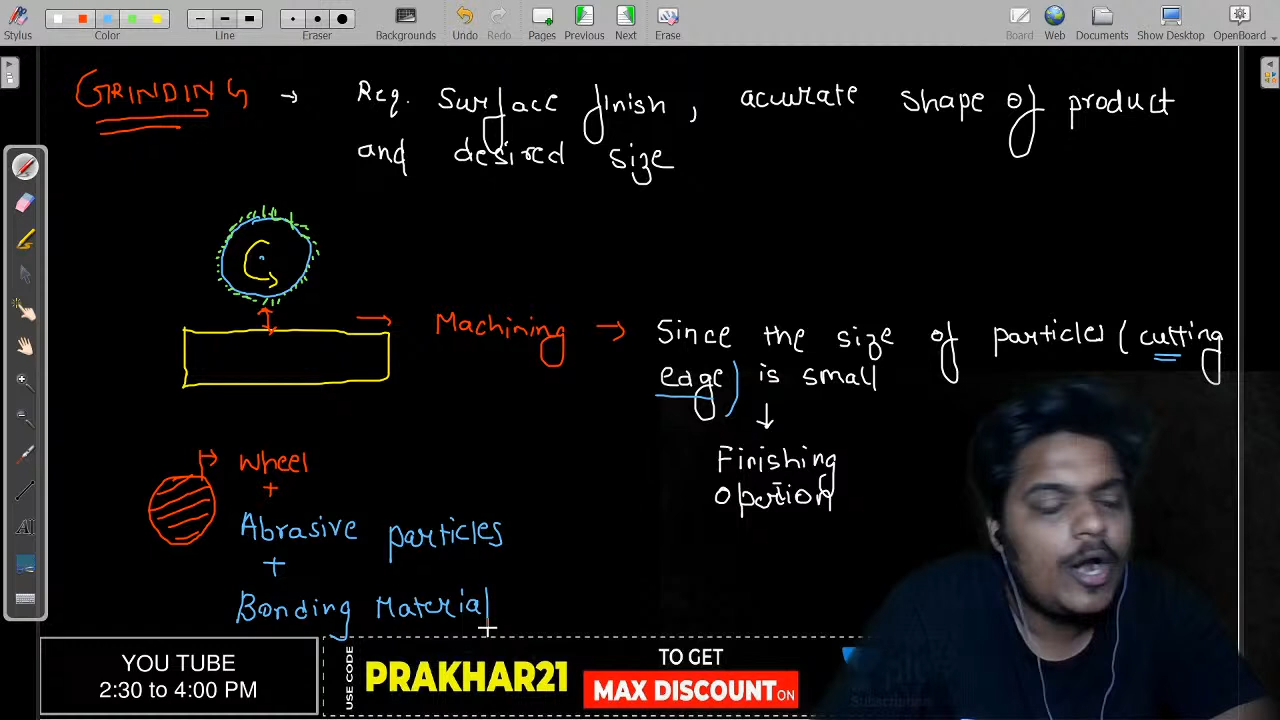 Stylus
Color
Line
Eraser
Backgrounds
Undo
Redo
Pages
Previous
Next
Erase
Board
Web
Documents
Show Desktop
OpenBoard
GRINDING → Req. Surface finish, acurate shape of product
and desired size
Machining → Since the size of particles (cutting
edge) is small
↓
Finishing
Opertion
Wheel
+
Abrasive particles
+
Bonding Material
YOU TUBE
2:30 to 4:00 PM
USE CODE
PRAKHAR21
TO GET
MAX DISCOUNT ON
Subscription